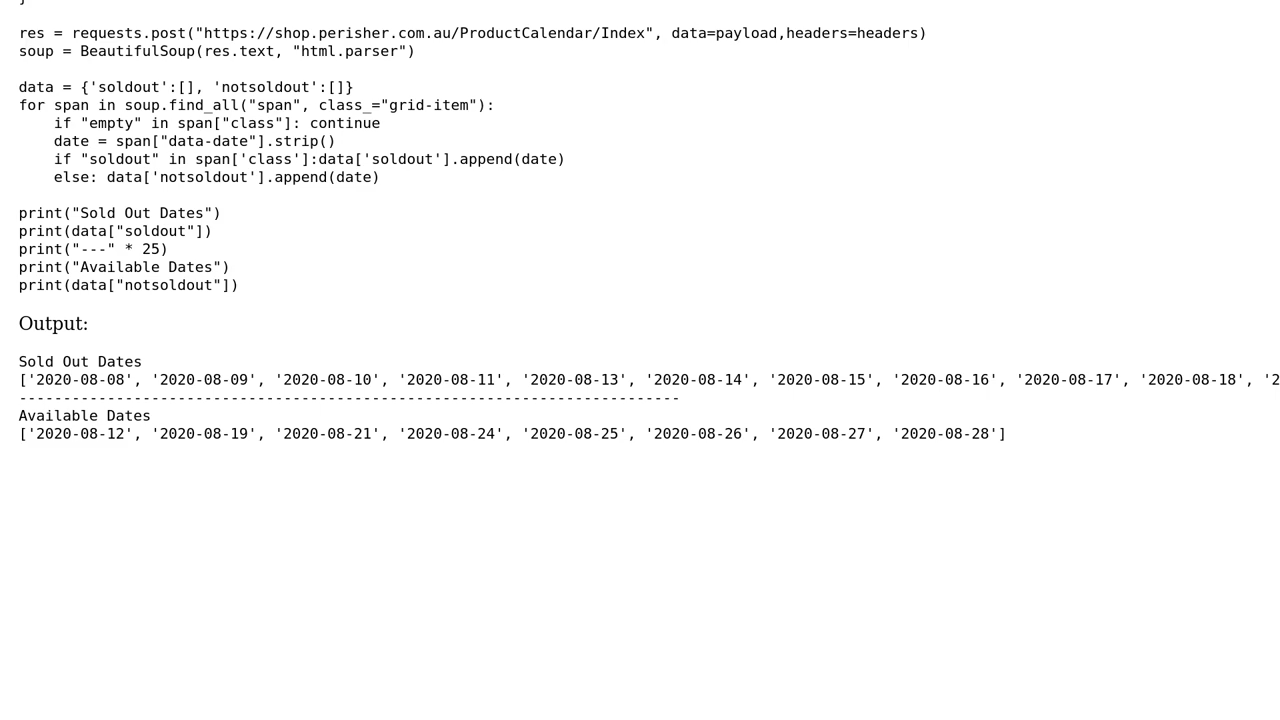 }
res = requests.post("https://shop.perisher.com.au/ProductCalendar/Index", data=payload,headers=headers)
soup = BeautifulSoup(res.text, "html.parser")
data = {'soldout':[], 'notsoldout':[]}
for span in soup.find_all("span", class_="grid-item"):
    if "empty" in span["class"]: continue
    date = span["data-date"].strip()
    if "soldout" in span['class']:data['soldout'].append(date)
    else: data['notsoldout'].append(date)
print("Sold Out Dates")
print(data["soldout"])
print("---" * 25)
print("Available Dates")
print(data["notsoldout"])
Output:
Sold Out Dates
['2020-08-08', '2020-08-09', '2020-08-10', '2020-08-11', '2020-08-13', '2020-08-14', '2020-08-15', '2020-08-16', '2020-08-17', '2020-08-18', '2
---------------------------------------------------------------------------
Available Dates
['2020-08-12', '2020-08-19', '2020-08-21', '2020-08-24', '2020-08-25', '2020-08-26', '2020-08-27', '2020-08-28']